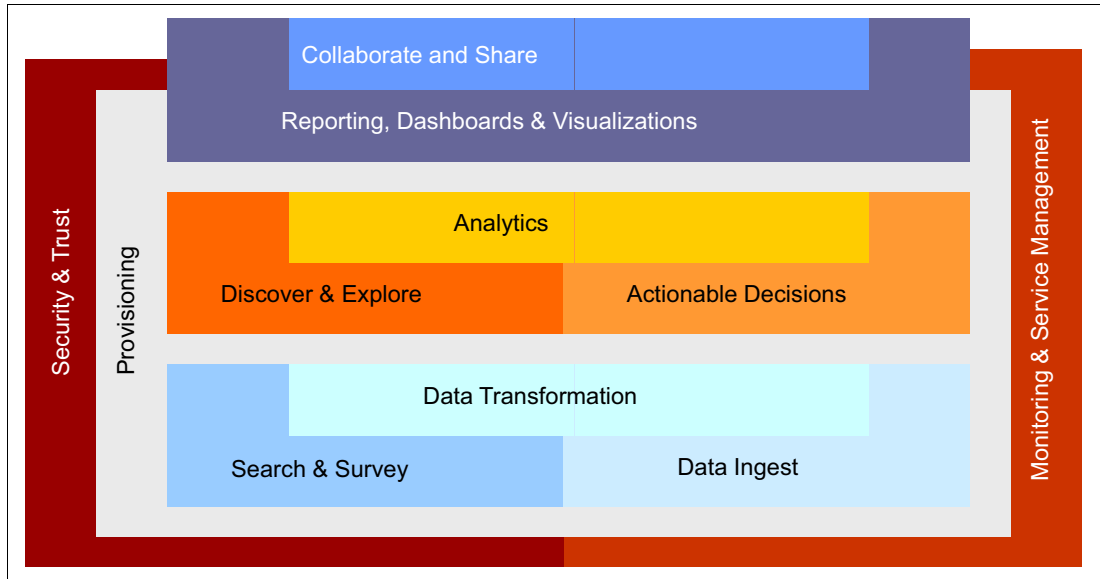 Collaborate and Share
Reporting, Dashboards & Visualizations
Security & Trust
Provisioning
Analytics
Discover & Explore
Actionable Decisions
Data Transformation
Search & Survey
Data Ingest
Monitoring & Service Management